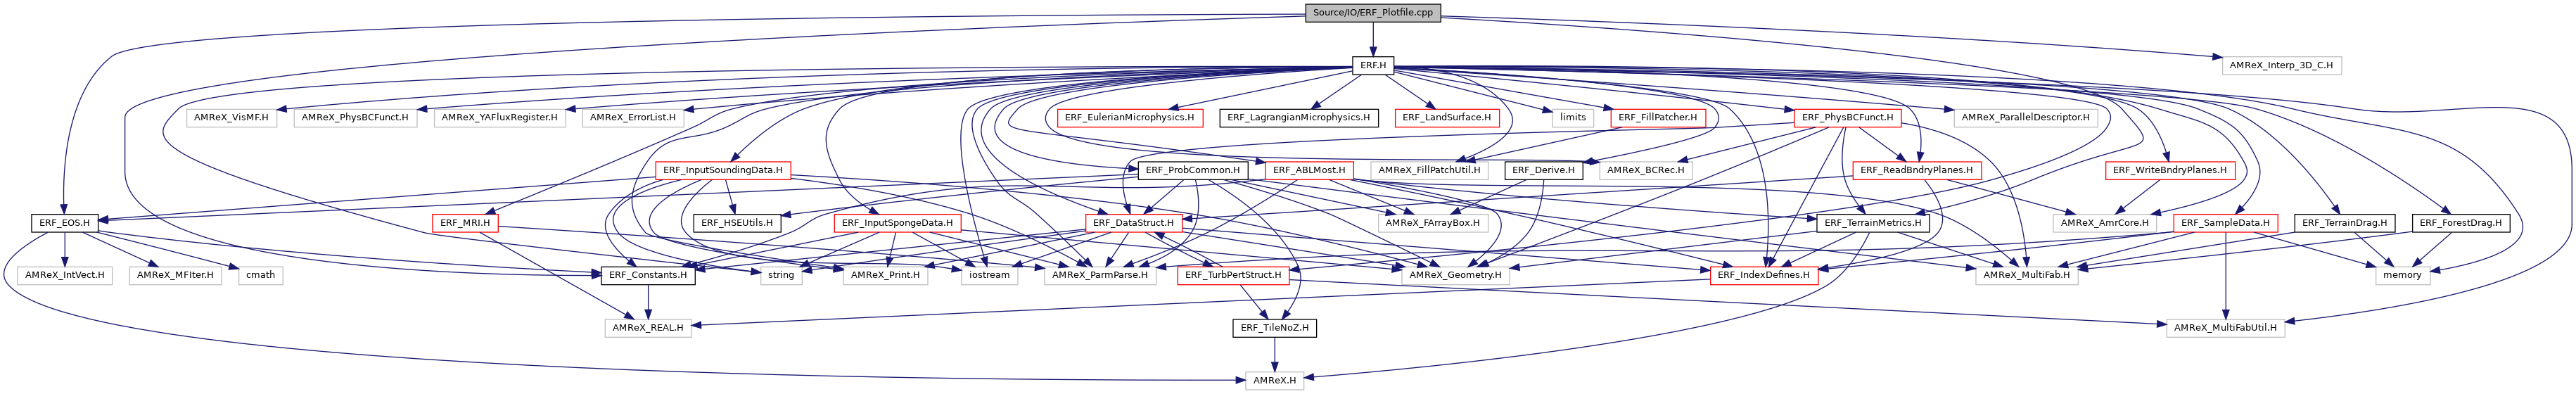 Source/IO/ERF_Plotfile.cpp
ERF.H
AMReX_Interp_3D_C.H
AMReX_VisMF.H
AMReX_PhysBCFunct.H
AMReX_YAFluxRegister.H
AMReX_ErrorList.H
ERF_EulerianMicrophysics.H
ERF_LagrangianMicrophysics.H
ERF_LandSurface.H
limits
ERF_FillPatcher.H
ERF_PhysBCFunct.H
AMReX_ParallelDescriptor.H
ERF_InputSoundingData.H
ERF_ProbCommon.H
ERF_ABLMost.H
AMReX_FillPatchUtil.H
ERF_Derive.H
AMReX_BCRec.H
ERF_ReadBndryPlanes.H
ERF_WriteBndryPlanes.H
ERF_EOS.H
ERF_MRI.H
ERF_HSEUtils.H
ERF_InputSpongeData.H
ERF_DataStruct.H
AMReX_FArrayBox.H
ERF_TerrainMetrics.H
AMReX_AmrCore.H
ERF_SampleData.H
ERF_TerrainDrag.H
ERF_ForestDrag.H
AMReX_IntVect.H
AMReX_MFIter.H
cmath
ERF_Constants.H
string
AMReX_Print.H
iostream
AMReX_ParmParse.H
ERF_TurbPertStruct.H
AMReX_Geometry.H
ERF_IndexDefines.H
AMReX_MultiFab.H
memory
AMReX_REAL.H
ERF_TileNoZ.H
AMReX_MultiFabUtil.H
AMReX.H